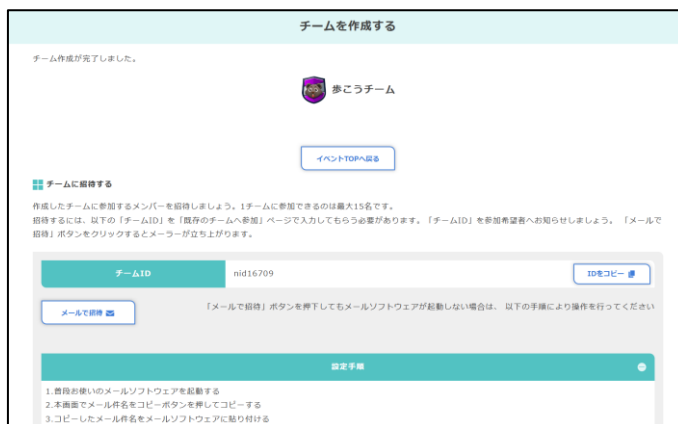 チームを作成する
チーム作成が完了しました。
歩こうチーム
イベントTOPへ戻る
チームに招待する
作成したチームに参加するメンバーを招待しましょう。1チームに参加できるのは最大15名です。
招待するには、以下の「チームID」を「既存のチームへ参加」ページで入力してもらう必要があります。「チームID」を参加希望者へお知らせしましょう。 「メールで
招待」ボタンをクリックするとメーラーが立ち上がります。
チームID nid16709 IDをコピー
メールで招待 「メールで招待」ボタンを押下してもメールソフトウェアが起動しない場合は、 以下の手順により操作を行ってください
設定手順
1.普段お使いのメールソフトウェアを起動する
2.本画面でメール件名をコピーボタンを押してコピーする
3.コピーしたメール件名をメールソフトウェアに貼り付ける